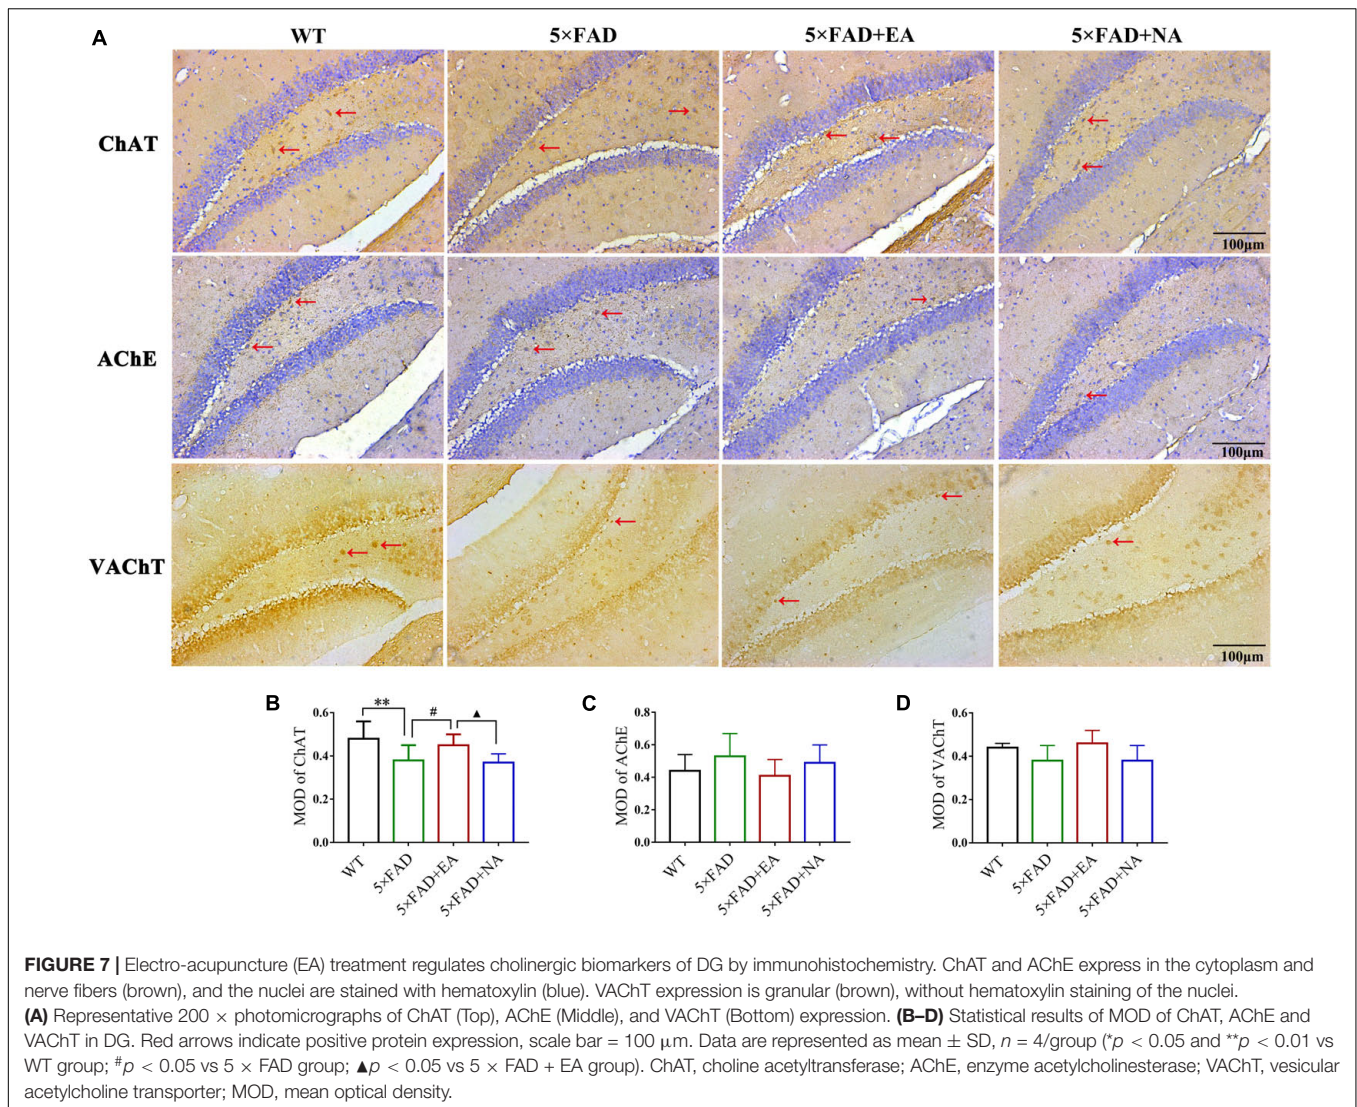 A
WT 5×FAD 5×FAD+EA 5×FAD+NA
ChAT
100μm
AChE
100μm
VAChT
100μm
B
MOD of ChAT
0.6
0.4
0.2
0.0
** # ▲
WT 5×FAD 5×FAD+EA 5×FAD+NA
C
MOD of AChE
0.8
0.6
0.4
0.2
0.0
WT 5×FAD 5×FAD+EA 5×FAD+NA
D
MOD of VAChT
0.6
0.4
0.2
0.0
WT 5×FAD 5×FAD+EA 5×FAD+NA
FIGURE 7 | Electro-acupuncture (EA) treatment regulates cholinergic biomarkers of DG by immunohistochemistry. ChAT and AChE express in the cytoplasm and
nerve fibers (brown), and the nuclei are stained with hematoxylin (blue). VAChT expression is granular (brown), without hematoxylin staining of the nuclei.
(A) Representative 200 × photomicrographs of ChAT (Top), AChE (Middle), and VAChT (Bottom) expression. (B–D) Statistical results of MOD of ChAT, AChE and
VAChT in DG. Red arrows indicate positive protein expression, scale bar = 100 μm. Data are represented as mean ± SD, n = 4/group (*p < 0.05 and **p < 0.01 vs
WT group; #p < 0.05 vs 5 × FAD group; ▲p < 0.05 vs 5 × FAD + EA group). ChAT, choline acetyltransferase; AChE, enzyme acetylcholinesterase; VAChT, vesicular
acetylcholine transporter; MOD, mean optical density.